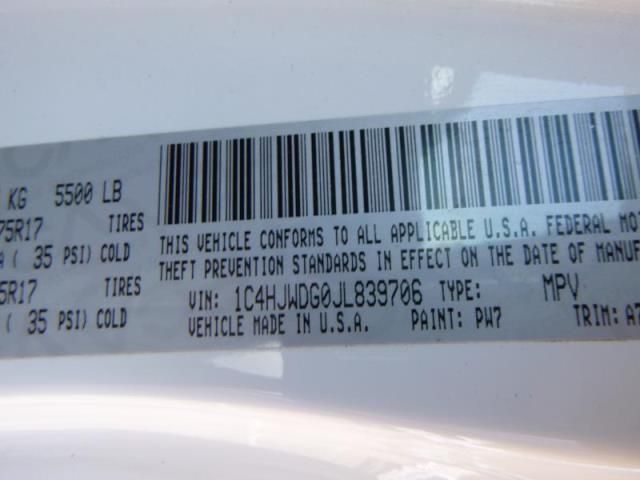 KG 5500 LB
75R17 TIRES
( 35 PSI) COLD
5R17 TIRES
( 35 PSI) COLD
THIS VEHICLE CONFORMS TO ALL APPLICABLE U.S.A. FEDERAL MO
THEFT PREVENTION STANDARDS IN EFFECT ON THE DATE OF MANUF
VIN: 1C4HJWDG0JL839706 TYPE: MPV
VEHICLE MADE IN U.S.A. PAINT: PW7 TRIM: A7